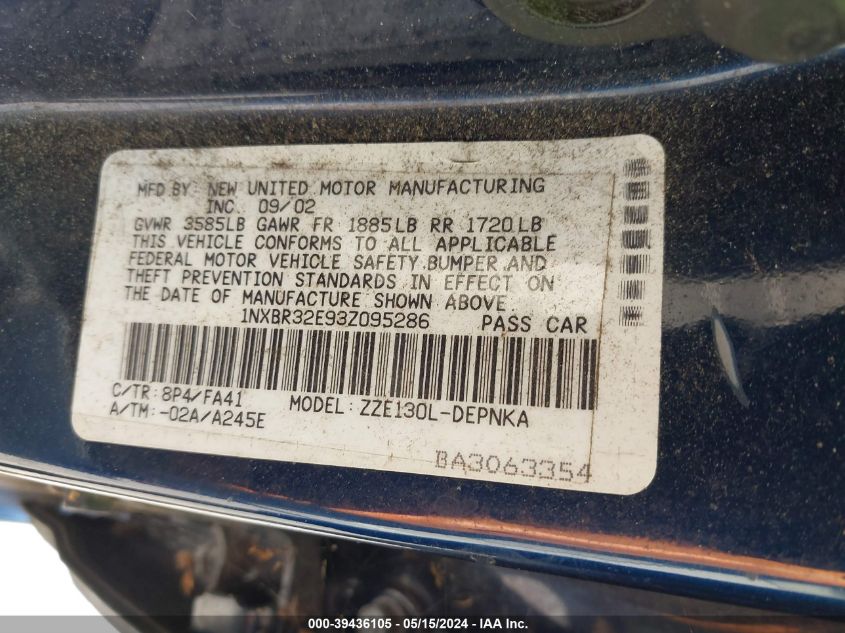 MFD BY: NEW UNITED MOTOR MANUFACTURING
INC. 09/02
GVWR 3585LB GAWR FR 1885LB RR 1720LB
THIS VEHICLE CONFORMS TO ALL APPLICABLE
FEDERAL MOTOR VEHICLE SAFETY,BUMPER AND
THEFT PREVENTION STANDARDS IN EFFECT ON
THE DATE OF MANUFACTURE SHOWN ABOVE
1NXBR32E93Z095286 PASS CAR
C/TR: 8P4/FA41
A/TM:-02A/A245E MODEL: ZZE130L-DEPNKA
BA3063354
000-39436105 - 05/15/2024 - IAA Inc.